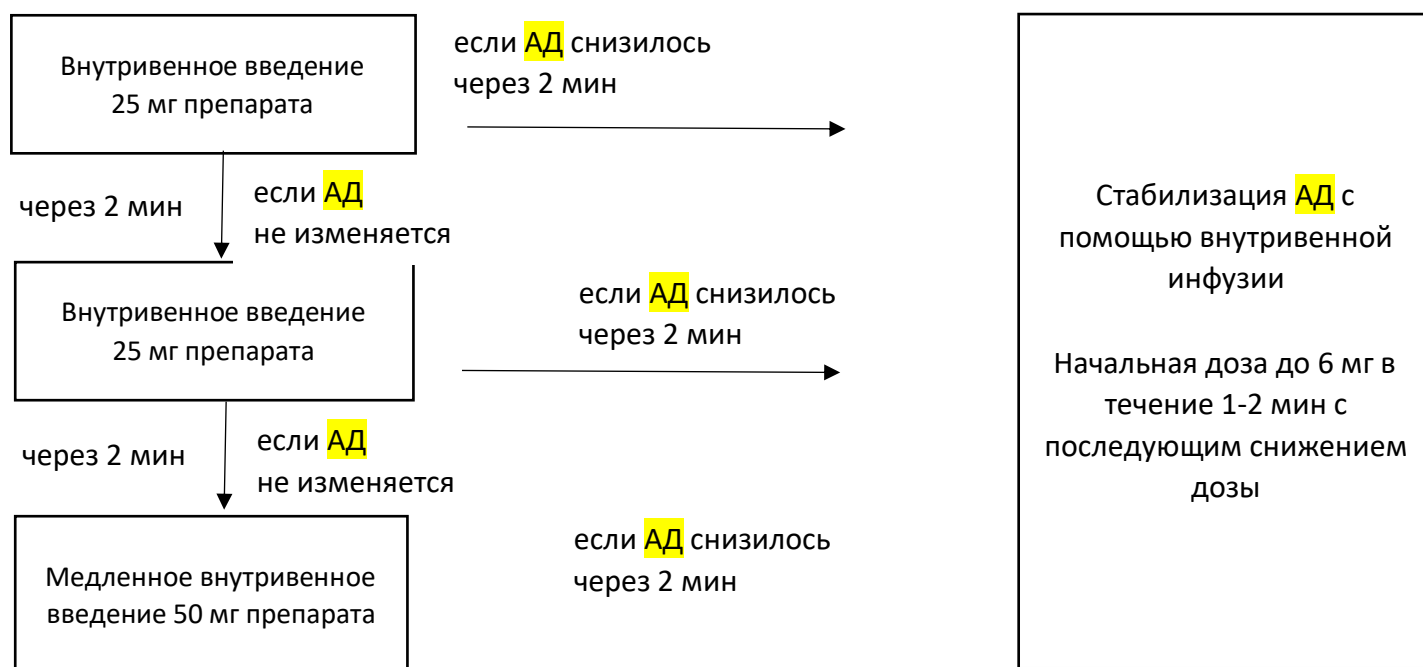 Внутривенное введение
25 мг препарата
если АД снизилось
через 2 мин
через 2 мин
если АД
не изменяется
Внутривенное введение
25 мг препарата
если АД снизилось
через 2 мин
через 2 мин
если АД
не изменяется
Медленное внутривенное
введение 50 мг препарата
если АД снизилось
через 2 мин
Стабилизация АД с
помощью внутривенной
инфузии
Начальная доза до 6 мг в
течение 1-2 мин с
последующим снижением
дозы